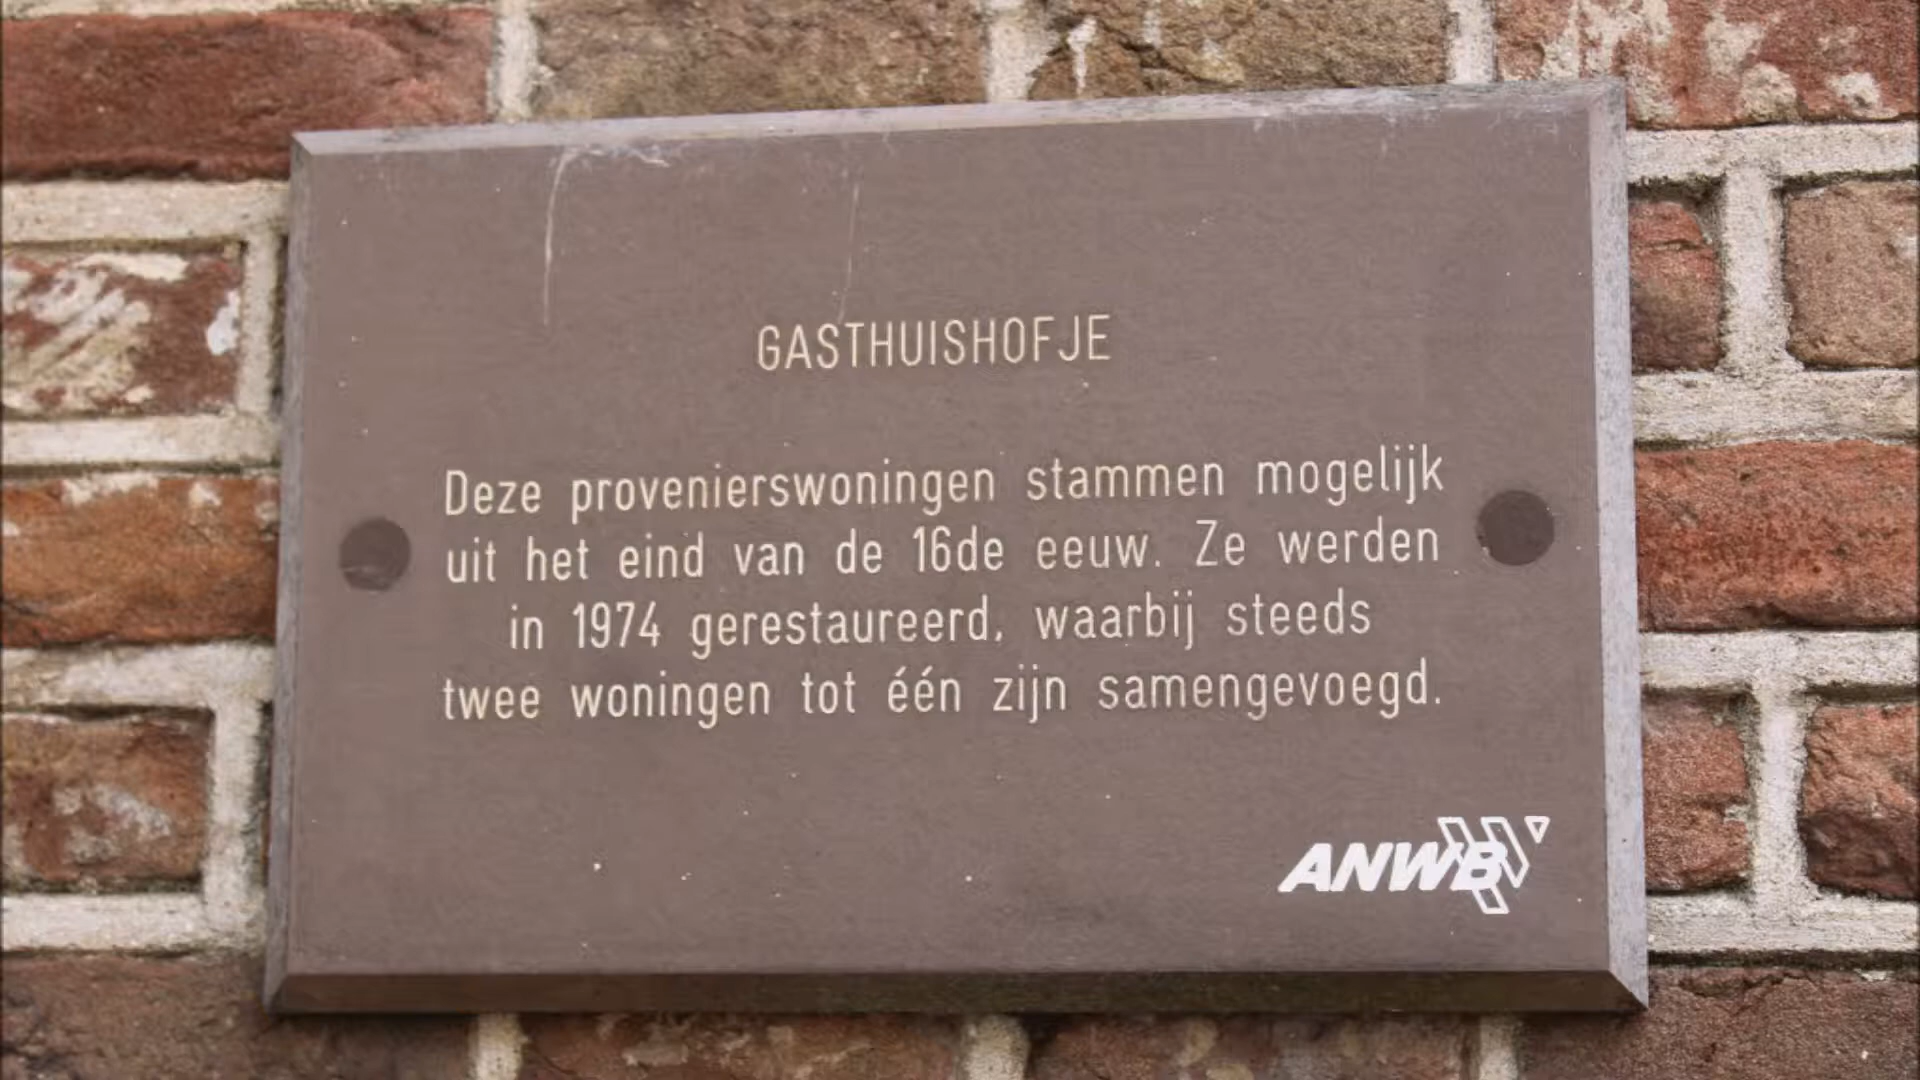 GASTHUISHOFJE
Deze provenierswoningen stammen mogelijk
uit het eind van de 16de eeuw. Ze werden
in 1974 gerestaureerd, waarbij steeds
twee woningen tot één zijn samengevoegd.
ANWB